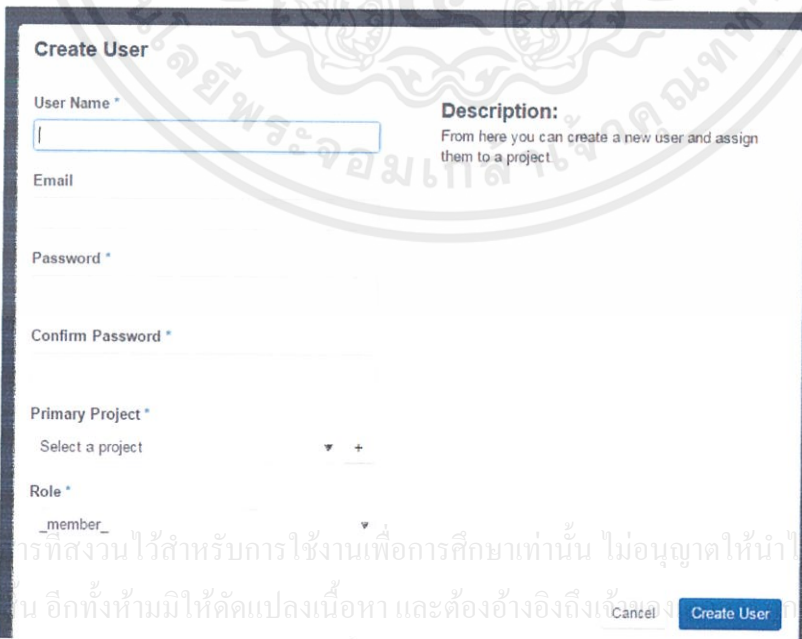 Create User
User Name *
Description:
From here you can create a new user and assign
them to a project
Email
Password *
Confirm Password *
Primary Project *
Select a project
+
Role *
_member_
ารที่สงวนไว้สำหรับการใช้งานเพื่อการศึกษาเท่านั้น ไม่อนุญาตให้นำไ
อีกทั้งห้ามมิให้ดัดแปลงเนื้อหา และต้องอ้างอิงถึง
Cancel
Create User